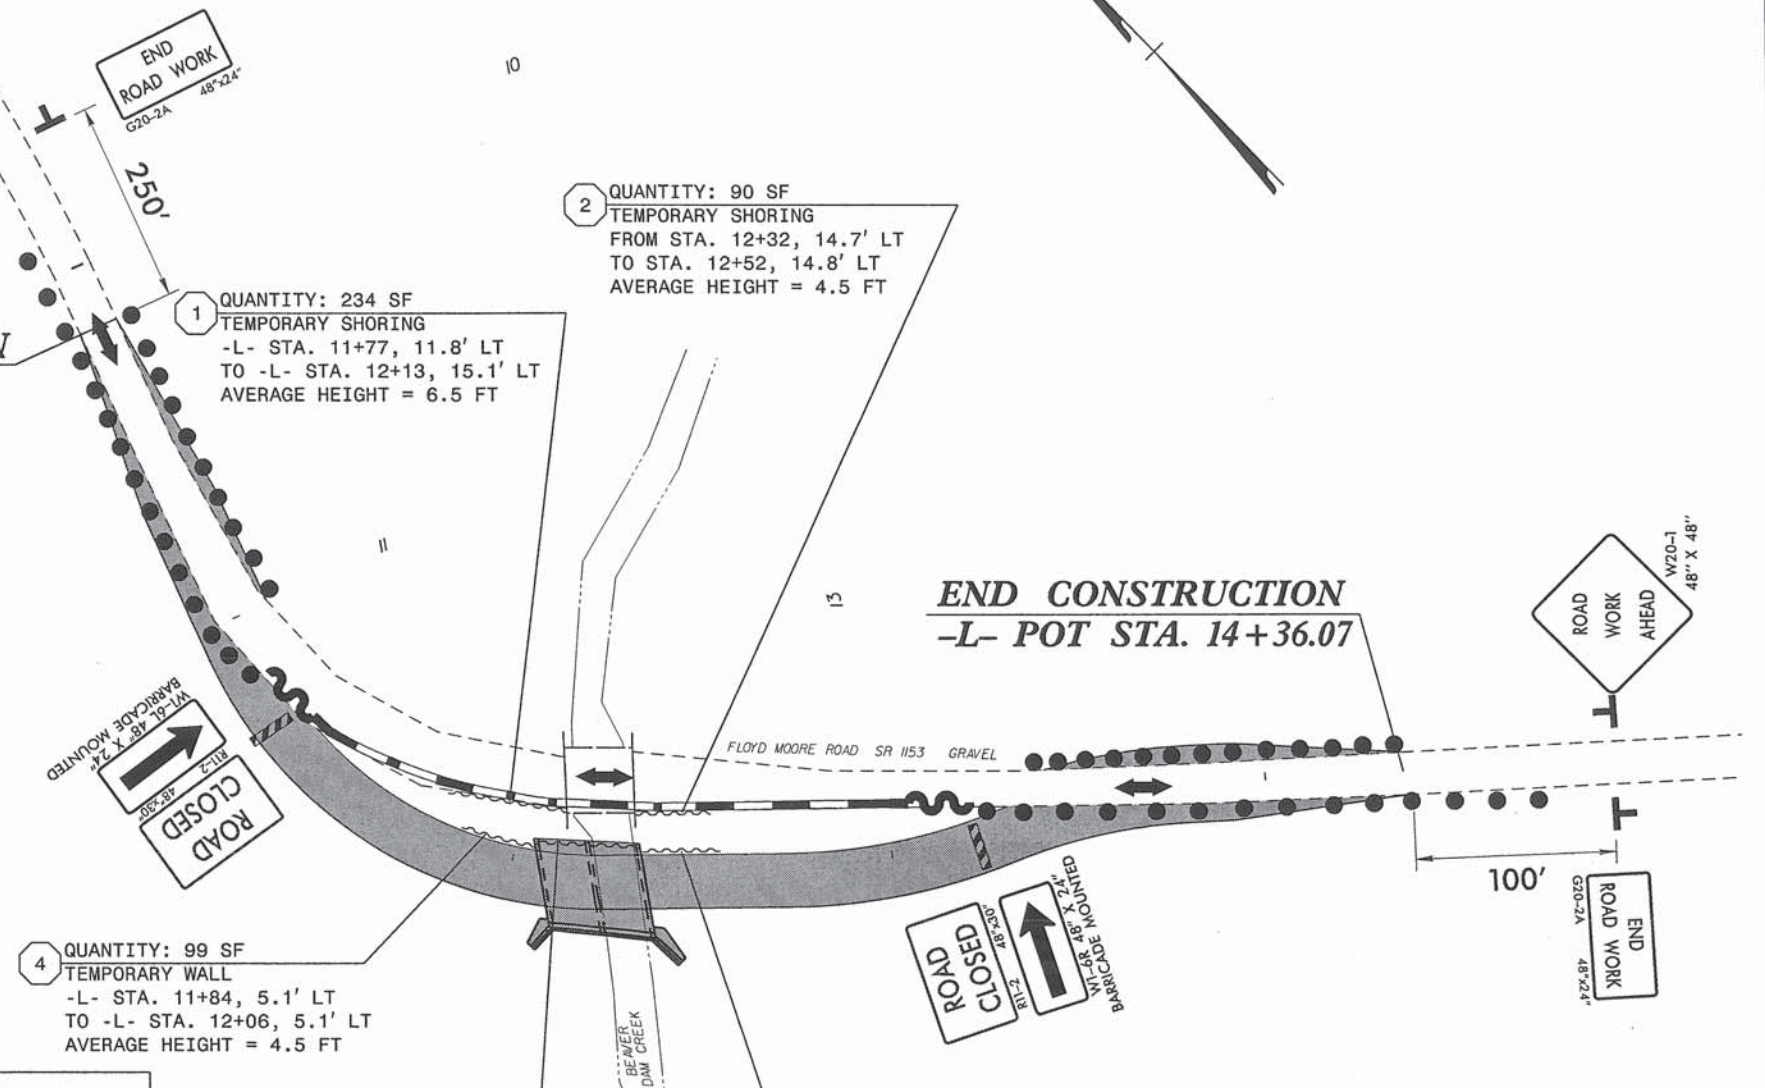 END
ROAD WORK
G20-2A 48"x24"
250'
10
2
QUANTITY: 90 SF
TEMPORARY SHORING
FROM STA. 12+32, 14.7' LT
TO STA. 12+52, 14.8' LT
AVERAGE HEIGHT = 4.5 FT
1
QUANTITY: 234 SF
TEMPORARY SHORING
-L- STA. 11+77, 11.8' LT
TO -L- STA. 12+13, 15.1' LT
AVERAGE HEIGHT = 6.5 FT
11
13
END CONSTRUCTION
-L- POT STA. 14+36.07
ROAD
WORK
AHEAD
W20-1
48" X 48"
FLOYD MOORE ROAD SR 1153 GRAVEL
W1-6L 48" X 24"
BARRICADE MOUNTED
ROAD
CLOSED
R11-2 48"x30"
100'
END
ROAD WORK
G20-2A 48"x24"
ROAD
CLOSED
R11-2 48"x30"
W1-6R 48" X 24"
BARRICADE MOUNTED
4
QUANTITY: 99 SF
TEMPORARY WALL
-L- STA. 11+84, 5.1' LT
TO -L- STA. 12+06, 5.1' LT
AVERAGE HEIGHT = 4.5 FT
BEAVER
DAM CREEK